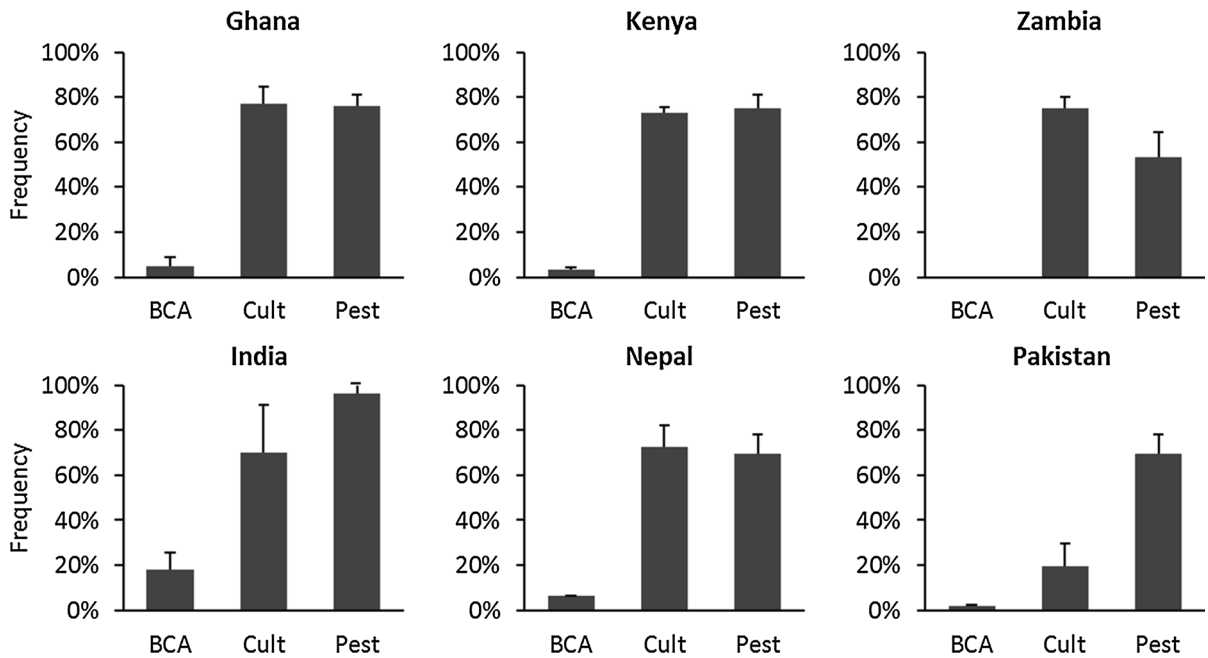 Ghana
Frequency
100%
80%
60%
40%
20%
0%
BCA Cult Pest
Kenya
100%
80%
60%
40%
20%
0%
BCA Cult Pest
Zambia
100%
80%
60%
40%
20%
0%
BCA Cult Pest
India
Frequency
100%
80%
60%
40%
20%
0%
BCA Cult Pest
Nepal
100%
80%
60%
40%
20%
0%
BCA Cult Pest
Pakistan
100%
80%
60%
40%
20%
0%
BCA Cult Pest